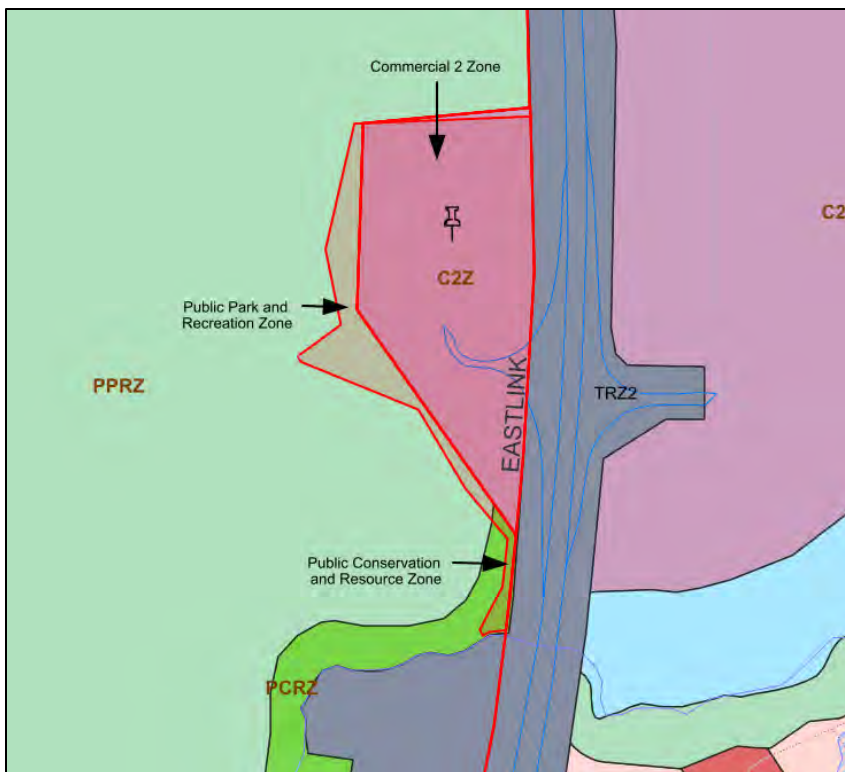 Commercial 2 Zone
C2
C2Z
Public Park and
Recreation Zone
PPRZ
TRZ2
EASTLINK
Public Conservation
and Resource Zone
PCRZ